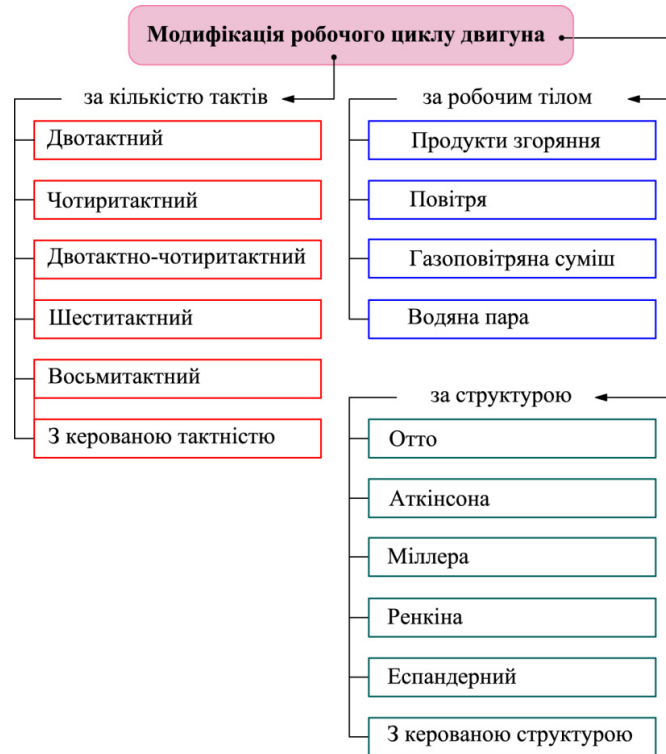 Модифікація робочого циклу двигуна
за кількістю тактів
Двотактний
Чотиритактний
Двотактно-чотиритактний
Шеститактний
Восьмитактний
З керованою тактністю
за робочим тілом
Продукти згоряння
Повітря
Газоповітряна суміш
Водяна пара
за структурою
Отто
Аткінсона
Міллера
Ренкіна
Еспандерний
З керованою структурою